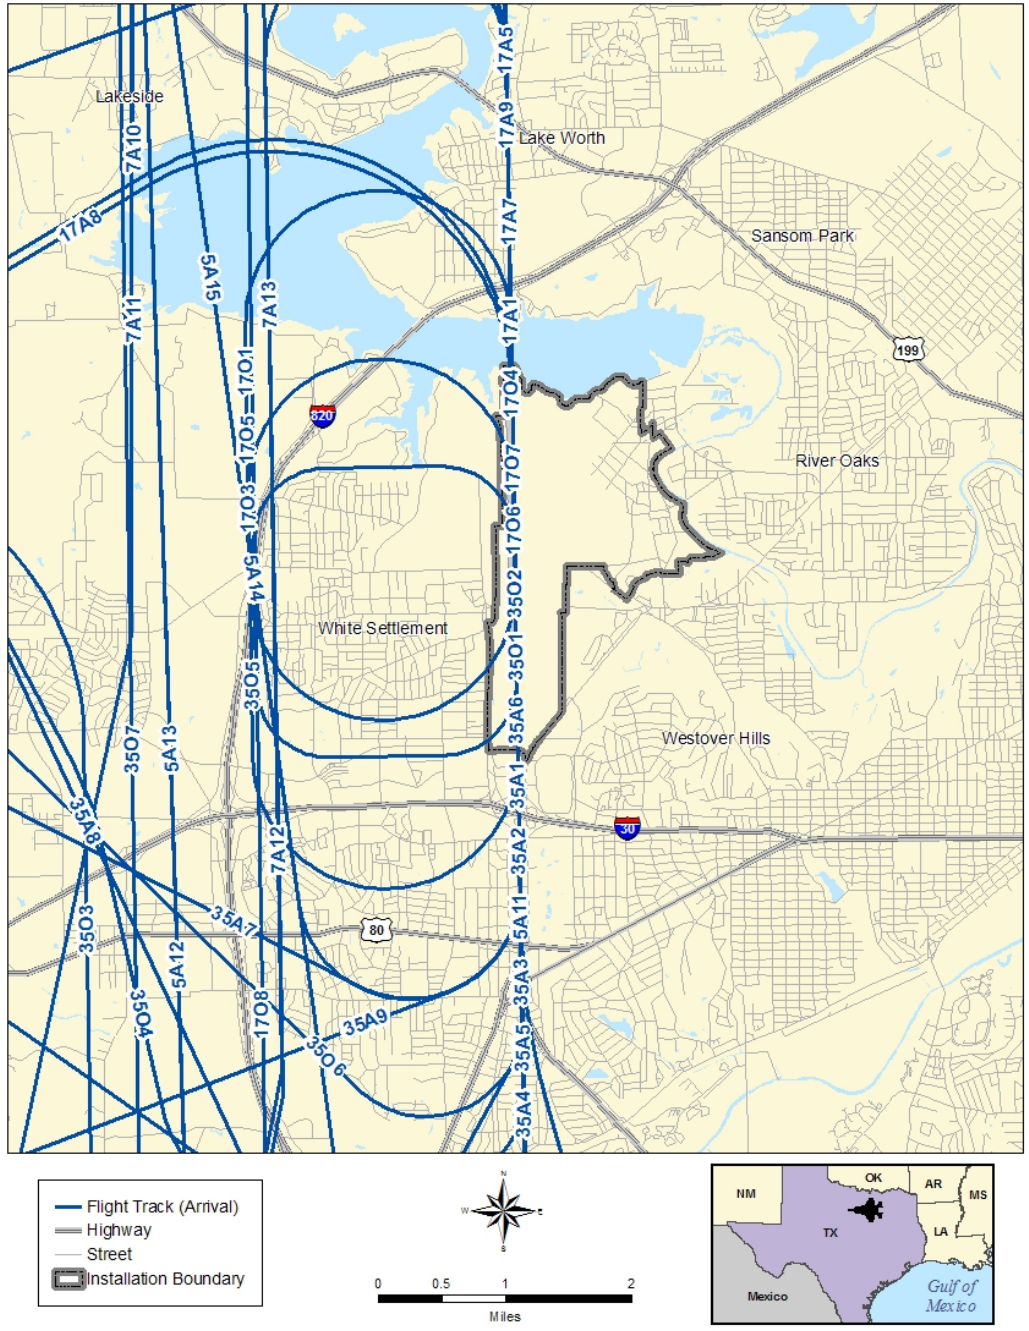 17A5
Lakeside
7A10
17A9
Lake Worth
17A8
17A7
Sansom Park
5A15
7A11
7A13
17A1
199
17O1
17O4
820
17O5
River Oaks
17O7
17O3
17O6
5A14
35O2
White Settlement
35O1
35O5
35A6
35O7
5A13
Westover Hills
35A1
35A8
30
7A12
35A2
35O3
35A7
80
5A11
5A12
35A3
35O4
17O8
35A9
35O6
35A5
35A4
Flight Track (Arrival)
Highway
Street
Installation Boundary
N
W
E
S
0 0.5 1 2
Miles
NM
OK
AR
MS
TX
LA
Mexico
Gulf of
Mexico